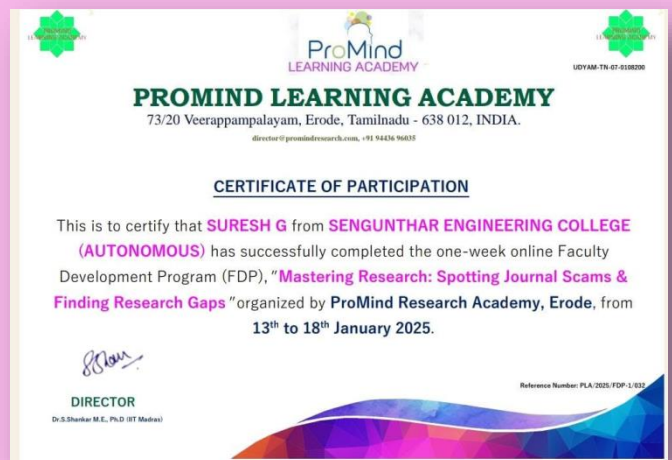 ProMind
LEARNING ACADEMY
UDYAM-TN-07-0108200
PROMIND LEARNING ACADEMY
73/20 Veerappampalayam, Erode, Tamilnadu - 638 012, INDIA.
director@promindresearch.com, +91 94436 96035
CERTIFICATE OF PARTICIPATION
This is to certify that SURESH G from SENGUNTHAR ENGINEERING COLLEGE
(AUTONOMOUS) has successfully completed the one-week online Faculty
Development Program (FDP), “Mastering Research: Spotting Journal Scams &
Finding Research Gaps ”organized by ProMind Research Academy, Erode, from
13th to 18th January 2025.
Reference Number: PLA/2025/FDP-1/032
DIRECTOR
Dr.S.Shankar M.E., Ph.D (IIT Madras)